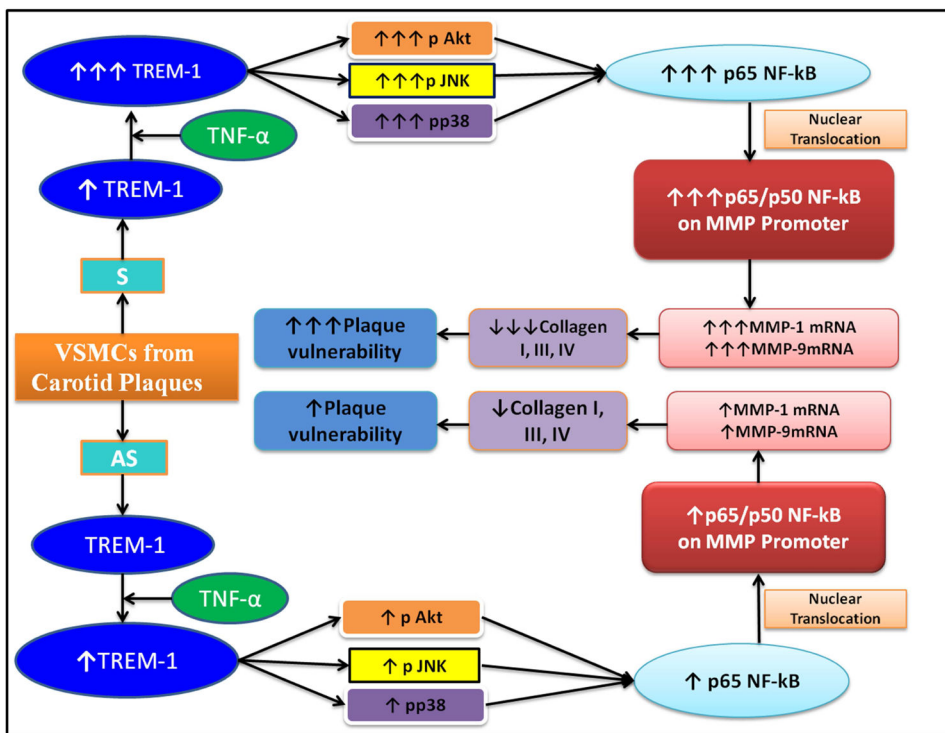 ↑↑↑ TREM-1
TNF-α
↑ TREM-1
S
VSMCs from
Carotid Plaques
AS
TREM-1
TNF-α
↑TREM-1
↑↑↑ p Akt
↑↑↑p JNK
↑↑↑ pp38
↑↑↑ p65 NF-kB
Nuclear
Translocation
↑↑↑p65/p50 NF-kB
on MMP Promoter
↑↑↑MMP-1 mRNA
↑↑↑MMP-9mRNA
↓↓↓Collagen
I, III, IV
↑↑↑Plaque
vulnerability
↑ p Akt
↑ p JNK
↑ pp38
↑ p65 NF-kB
Nuclear
Translocation
↑p65/p50 NF-kB
on MMP Promoter
↑MMP-1 mRNA
↑MMP-9mRNA
↓Collagen I,
III, IV
↑Plaque
vulnerability